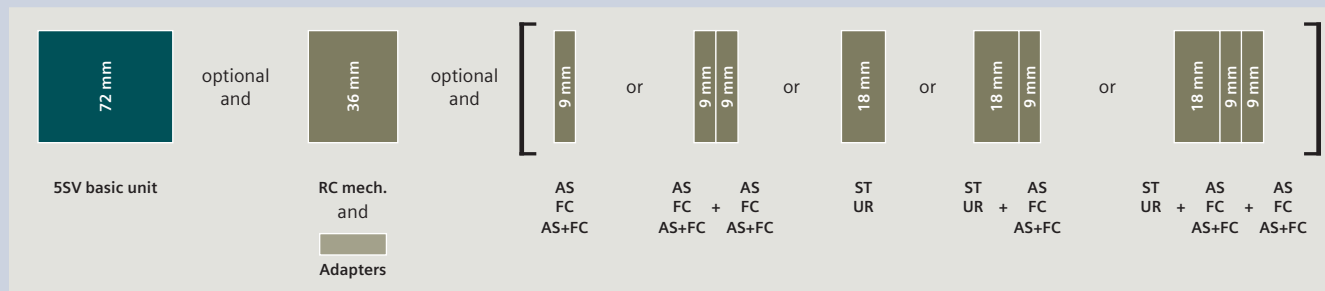 72 mm
optional
and
36 mm
optional
and
9 mm
or
9 mm 9 mm
or
18 mm
or
18 mm 9 mm
or
18 mm 9 mm 9 mm
5SV basic unit
RC mech.
and
Adapters
AS
FC
AS+FC
AS AS
FC + FC
AS+FC AS+FC
ST
UR
ST AS
UR + FC
AS+FC
ST AS AS
UR + FC + FC
AS+FC AS+FC